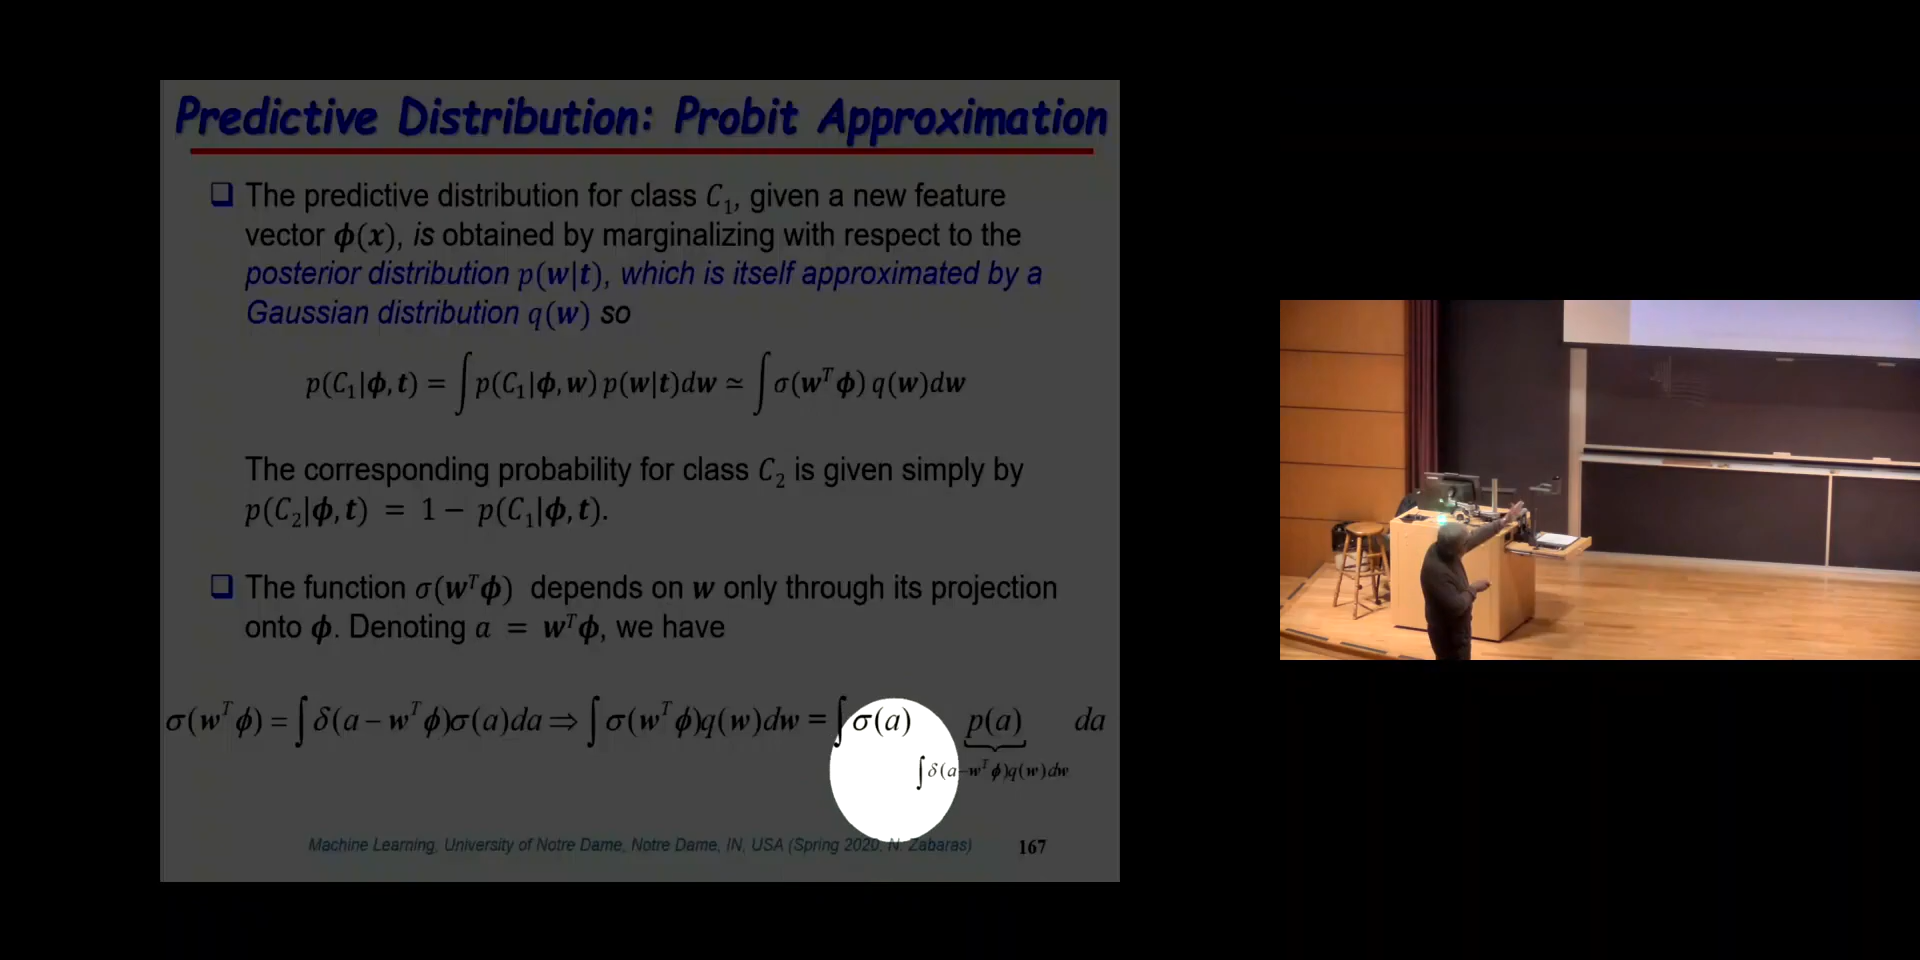 Predictive Distribution: Probit Approximation
❑ The predictive distribution for class C₁, given a new feature
vector ϕ(x), is obtained by marginalizing with respect to the
posterior distribution p(w|t), which is itself approximated by a
Gaussian distribution q(w) so
p(C₁|ϕ, t) = ∫ p(C₁|ϕ, w) p(w|t)dw ≃ ∫ σ(wᵀϕ) q(w)dw
The corresponding probability for class C₂ is given simply by
p(C₂|ϕ, t) = 1 − p(C₁|ϕ, t).
❑ The function σ(wᵀϕ) depends on w only through its projection
onto ϕ. Denoting a = wᵀϕ, we have
σ(wᵀϕ) = ∫ δ(a − wᵀϕ)σ(a)da ⇒ ∫ σ(wᵀϕ)q(w)dw = ∫ σ(a) p(a) da
∫ δ(a−wᵀϕ)q(w)dw
Machine Learning, University of Notre Dame, Notre Dame, IN, USA (Spring 2020, N. Zabaras) 167